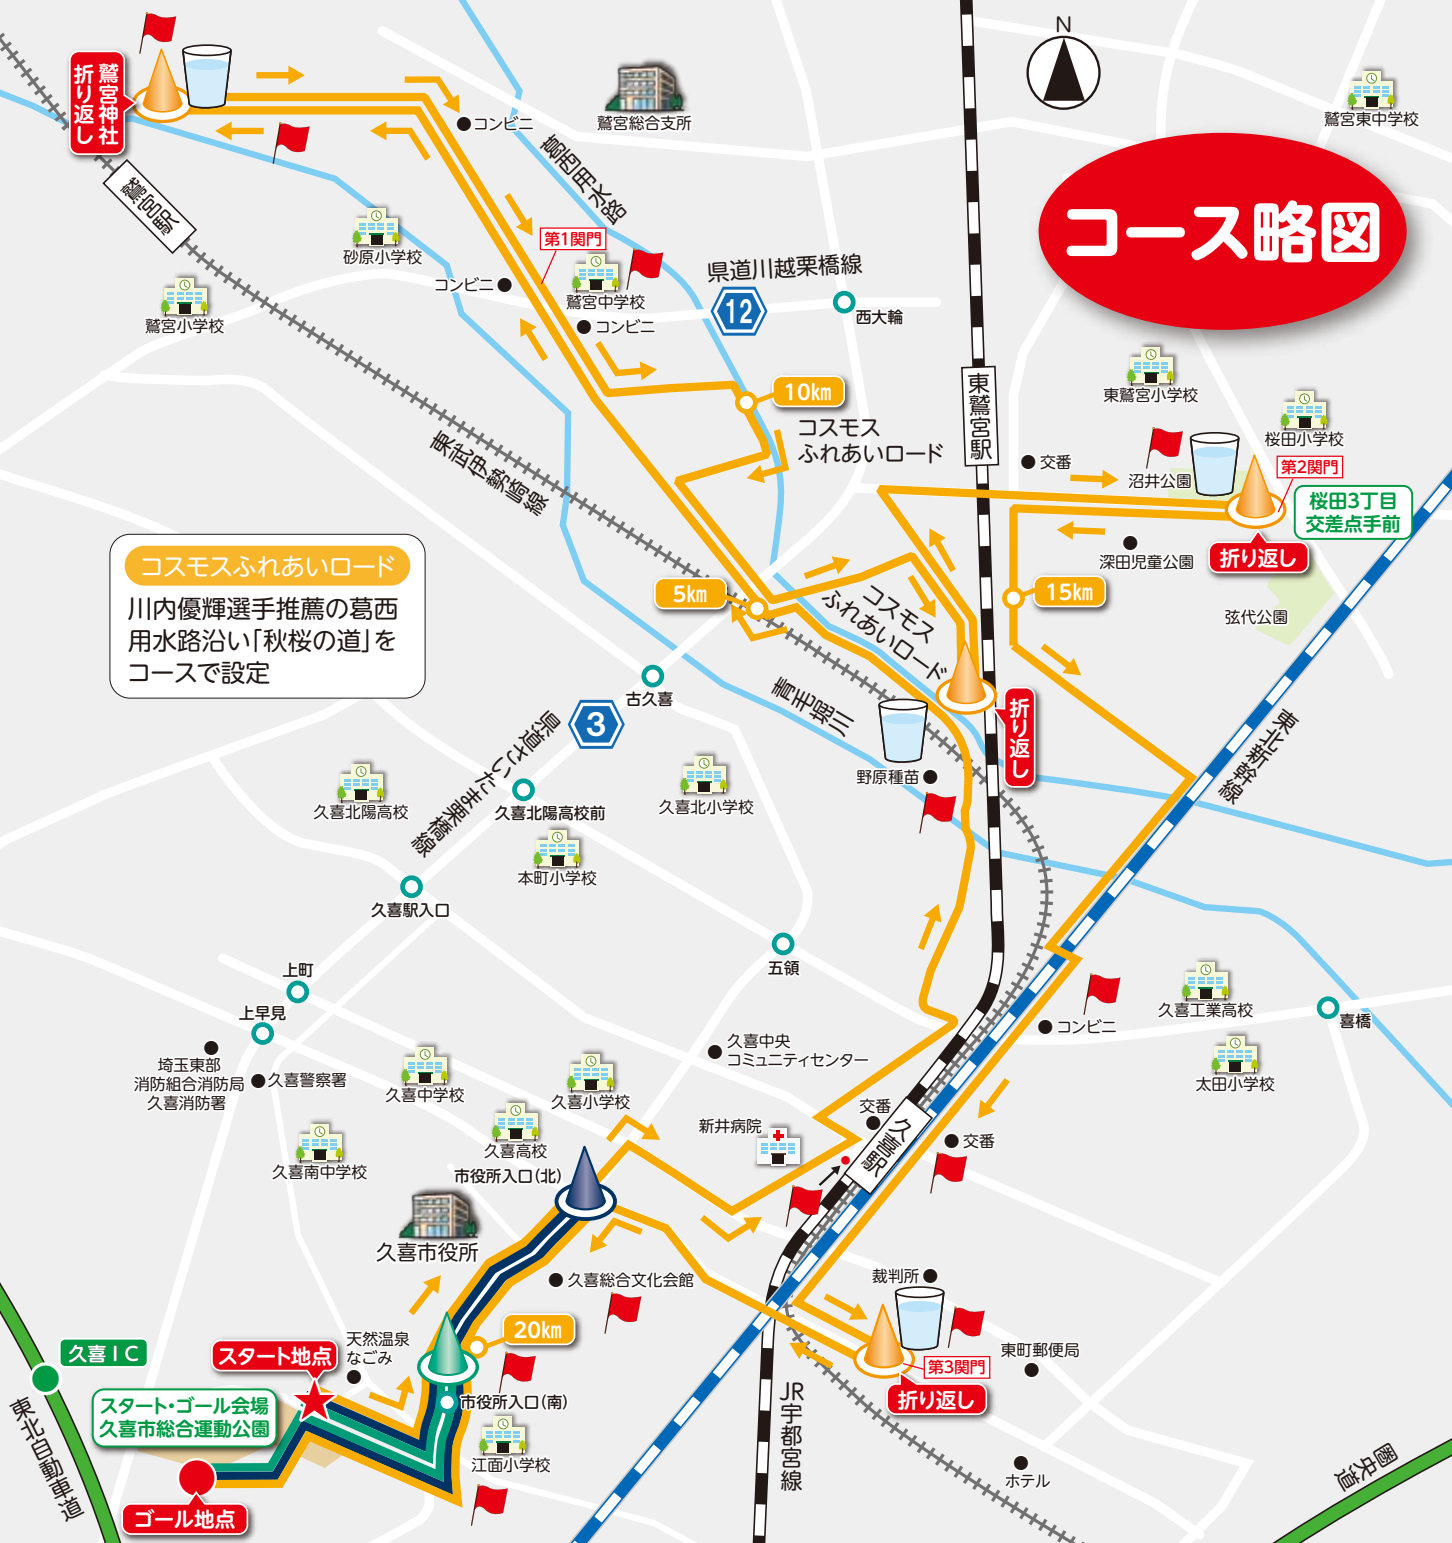 コース略図
N
鷲宮神社
折り返し
鷲宮駅
コンビニ
鷲宮総合支所
葛西用水路
鷲宮東中学校
砂原小学校
第1関門
鷲宮中学校
コンビニ
コンビニ
鷲宮小学校
県道川越栗橋線
12
西大輪
東鷲宮駅
10km
コスモス
ふれあいロード
東武伊勢崎線
東鷲宮小学校
桜田小学校
交番
沼井公園
第2関門
桜田3丁目
交差点手前
折り返し
深田児童公園
15km
弦代公園
コスモスふれあいロード
川内優輝選手推薦の葛西
用水路沿い「秋桜の道」を
コースで設定
5km
コスモス
ふれあいロード
青毛堀川
折り返し
野原種苗
東北新幹線
古久喜
3
県道さいたま栗橋線
久喜北陽高校
久喜北陽高校前
久喜北小学校
本町小学校
久喜駅入口
五領
上町
上早見
埼玉東部
消防組合消防局
久喜消防署
久喜警察署
久喜中学校
久喜小学校
久喜中央
コミュニティセンター
コンビニ
久喜工業高校
喜橋
太田小学校
久喜南中学校
久喜高校
新井病院
交番
久喜駅
交番
市役所入口(北)
久喜市役所
久喜総合文化会館
裁判所
第3関門
折り返し
東町郵便局
ホテル
JR宇都宮線
圏央道
20km
天然温泉
なごみ
市役所入口(南)
江面小学校
久喜IC
スタート地点
スタート・ゴール会場
久喜市総合運動公園
ゴール地点
東北自動車道